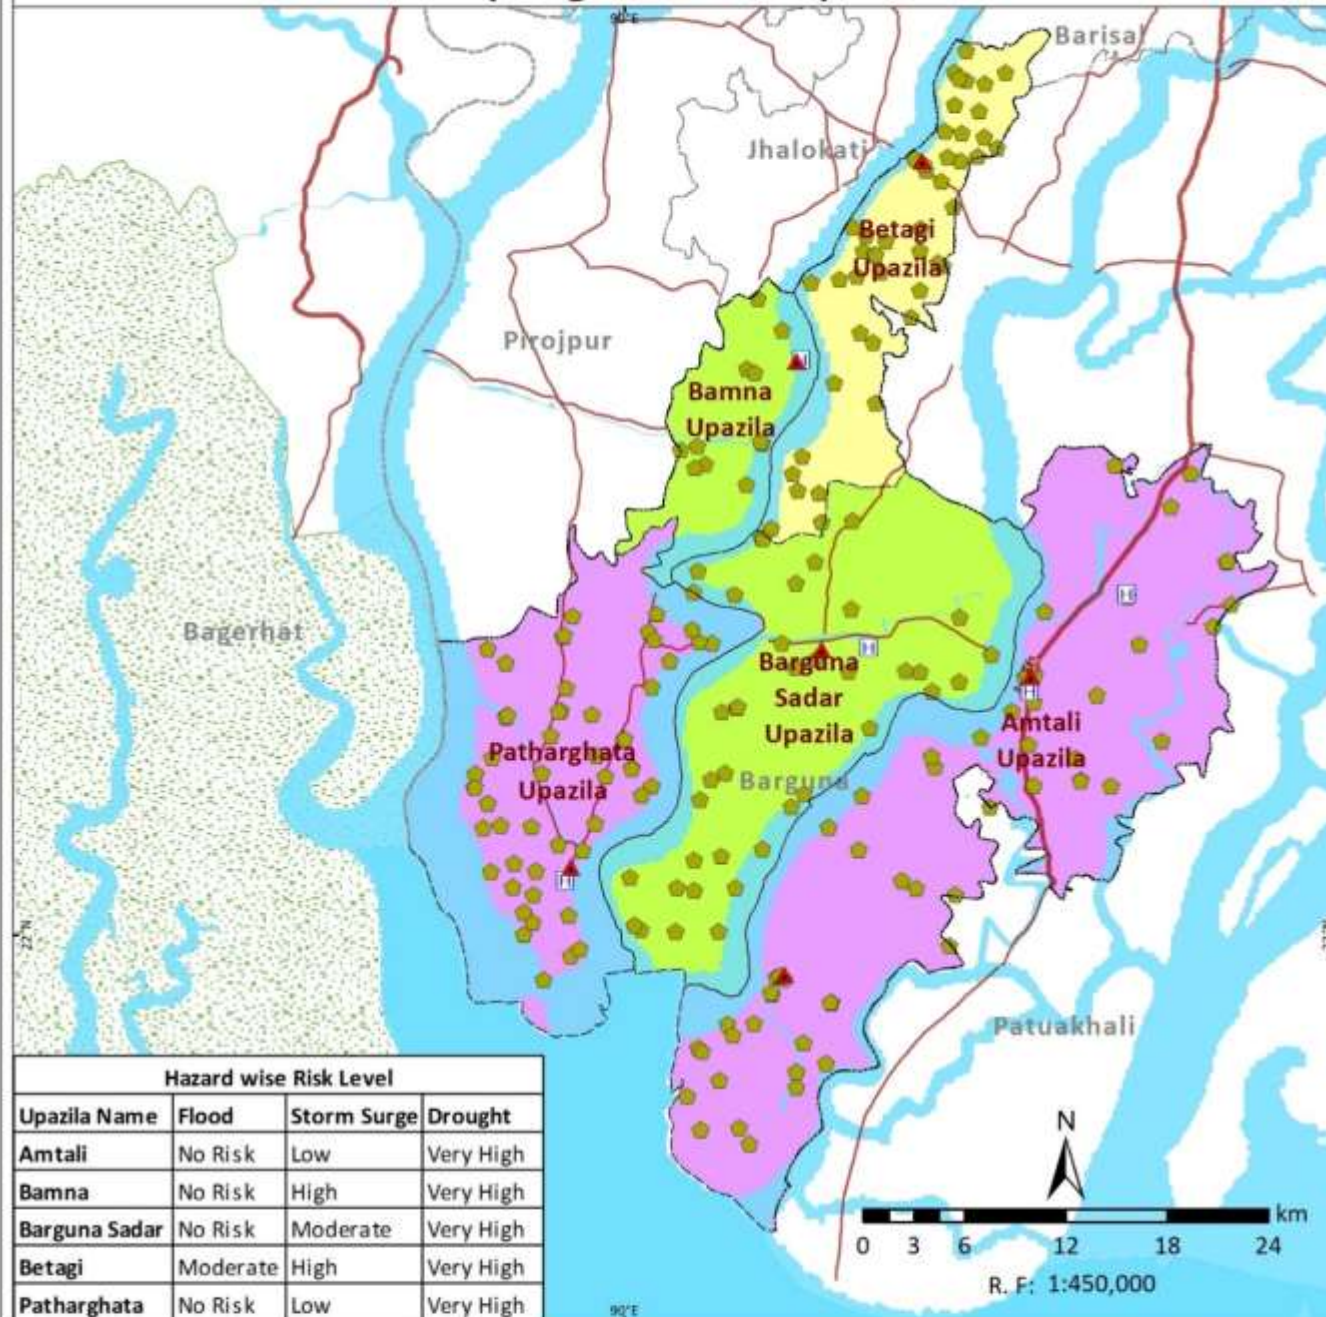 90°E
Barisal
Jhalokati
Betagi
Upazila
Pirojpur
Bamna
Upazila
Bagerhat
H
Barguna
Sadar
Upazila
H
H
Amtali
Upazila
Patharghata
Upazila
Barguna
H
22°N
Patuakhali
Hazard wise Risk Level
Upazila Name Flood Storm Surge Drought
Amtali No Risk Low Very High
Bamna No Risk High Very High
Barguna Sadar No Risk Moderate Very High
Betagi Moderate High Very High
Patharghata No Risk Low Very High
N
km
0 3 6 12 18 24
R. F: 1:450,000
90°E